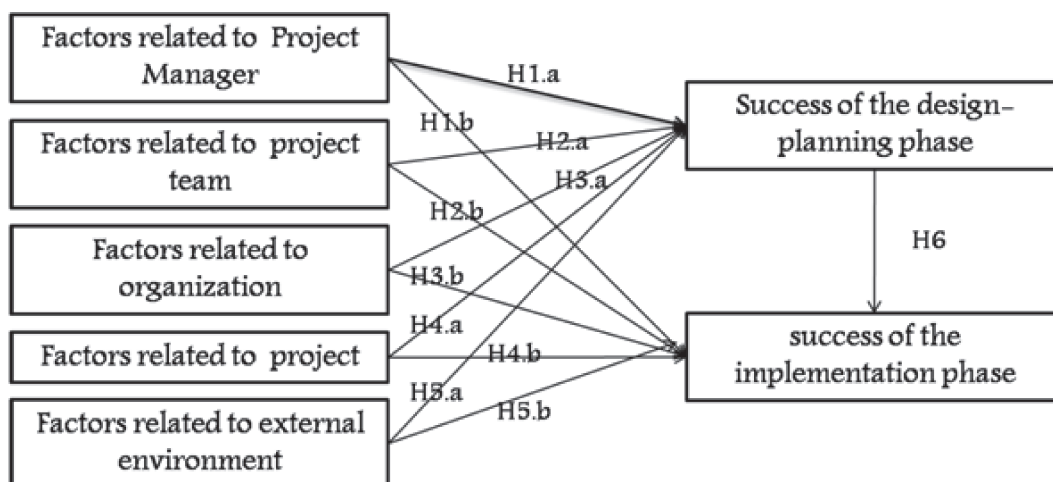 Factors related to Project
Manager
Factors related to project
team
Factors related to
organization
Factors related to project
Factors related to external
environment
H1.a
H1.b
H2.a
H3.a
H2.b
H3.b
H4.a
H4.b
H5.a
H5.b
Success of the design-
planning phase
H6
success of the
implementation phase